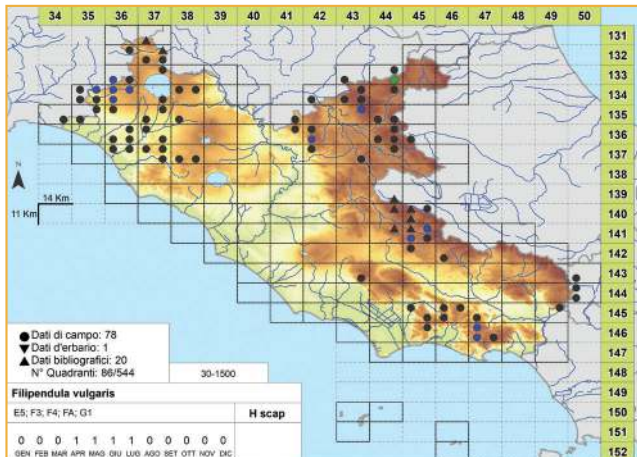 34 35 36 37 38 39 40 41 42 43 44 45 46 47 48 49 50
131
132
133
134
135
136
137
138
139
140
141
142
143
144
145
146
147
148
149
150
151
152
N
14 Km
11 Km
Dati di campo: 78
Dati d'erbario: 1
Dati bibliografici: 20
N° Quadranti: 86/544
30-1500
Filipendula vulgaris
E5; F3; F4; FA; G1
H scap
0 0 0 1 1 1 1 0 0 0 0 0
GEN FEB MAR APR MAG GIU LUG AGO SET OTT NOV DIC